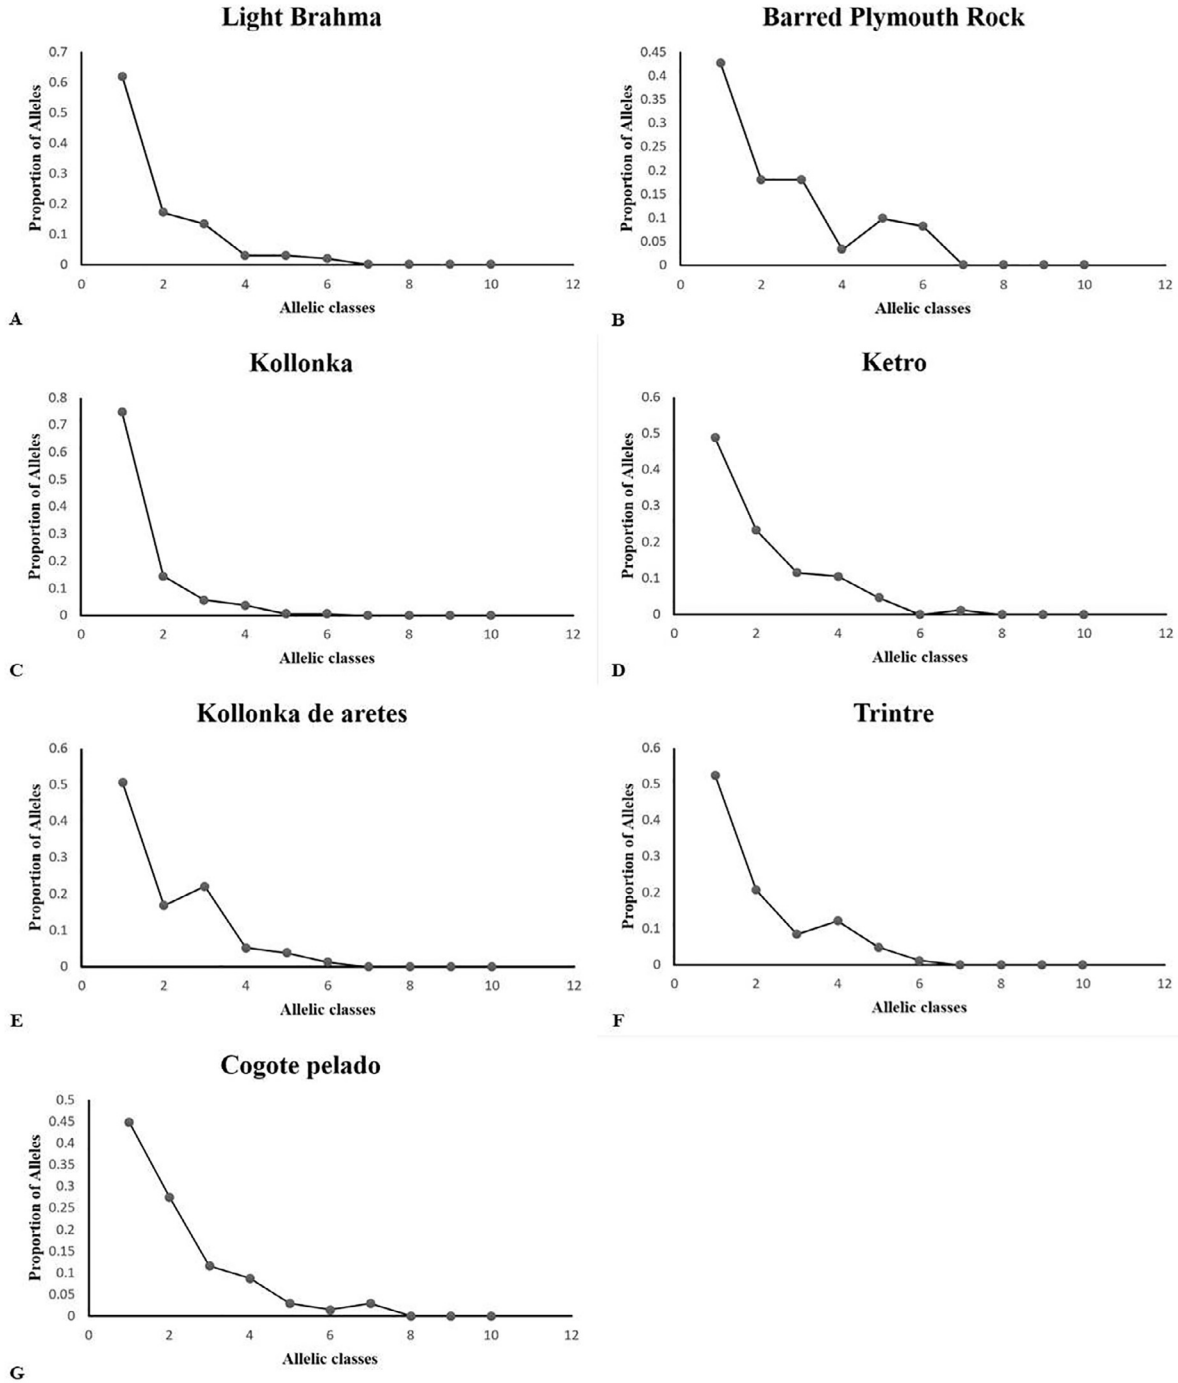 Light Brahma
Proportion of Alleles
0.7
0.6
0.5
0.4
0.3
0.2
0.1
0
0 2 4 6 8 10 12
Allelic classes
A
Barred Plymouth Rock
Proportion of Alleles
0.45
0.4
0.35
0.3
0.25
0.2
0.15
0.1
0.05
0
0 2 4 6 8 10 12
Allelic classes
B
Kollonka
Proportion of Alleles
0.8
0.7
0.6
0.5
0.4
0.3
0.2
0.1
0
0 2 4 6 8 10 12
Allelic classes
C
Ketro
Proportion of Alleles
0.6
0.5
0.4
0.3
0.2
0.1
0
0 2 4 6 8 10 12
Allelic classes
D
Kollonka de aretes
Proportion of Alleles
0.6
0.5
0.4
0.3
0.2
0.1
0
0 2 4 6 8 10 12
Allelic classes
E
Trintre
Proportion of Alleles
0.6
0.5
0.4
0.3
0.2
0.1
0
0 2 4 6 8 10 12
Allelic classes
F
Cogote pelado
Proportion of Alleles
0.5
0.45
0.4
0.35
0.3
0.25
0.2
0.15
0.1
0.05
0
0 2 4 6 8 10 12
Allelic classes
G